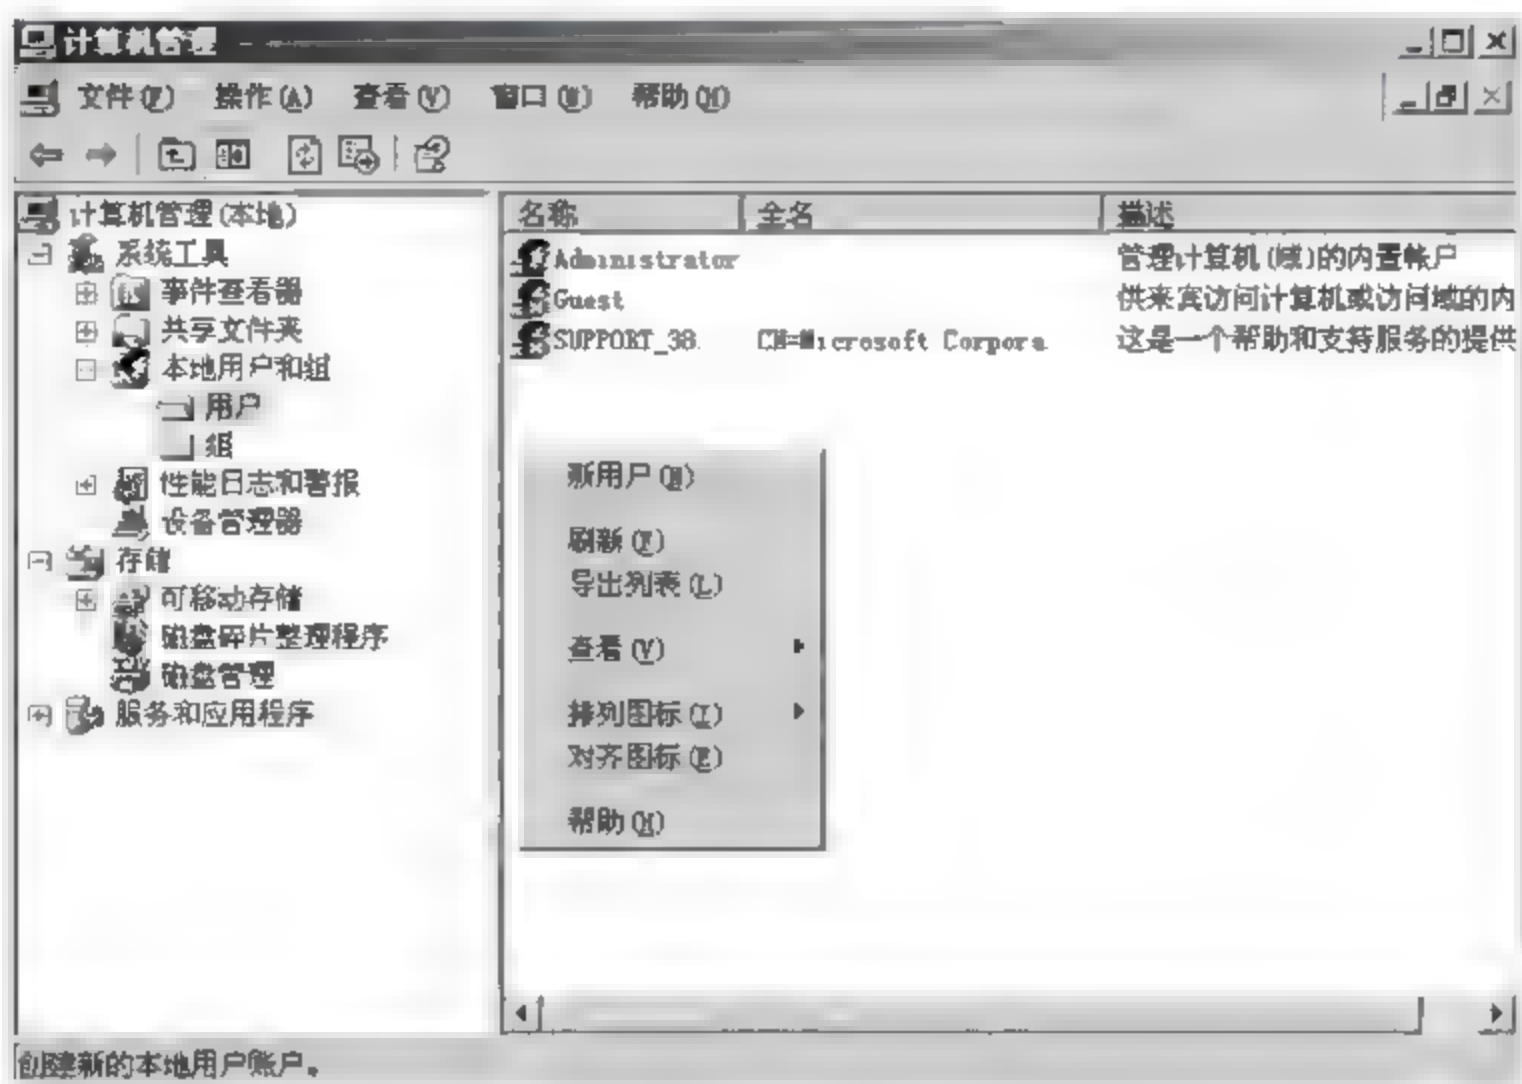 计算机管理
文件(F) 操作(A) 查看(V) 窗口(W) 帮助(H)
计算机管理(本地)
系统工具
事件查看器
共享文件夹
本地用户和组
用户
组
性能日志和警报
设备管理器
存储
可移动存储
磁盘碎片整理程序
磁盘管理
服务和应用程序
名称 全名 描述
Administrator 管理计算机(域)的内置帐户
Guest 供来宾访问计算机或访问域的内
SUPPORT_38. CN=Microsoft Corpora. 这是一个帮助和支持服务的提供
新用户(N)
刷新(F)
导出列表(L)
查看(V)
排列图标(I)
对齐图标(E)
帮助(H)
创建新的本地用户账户。